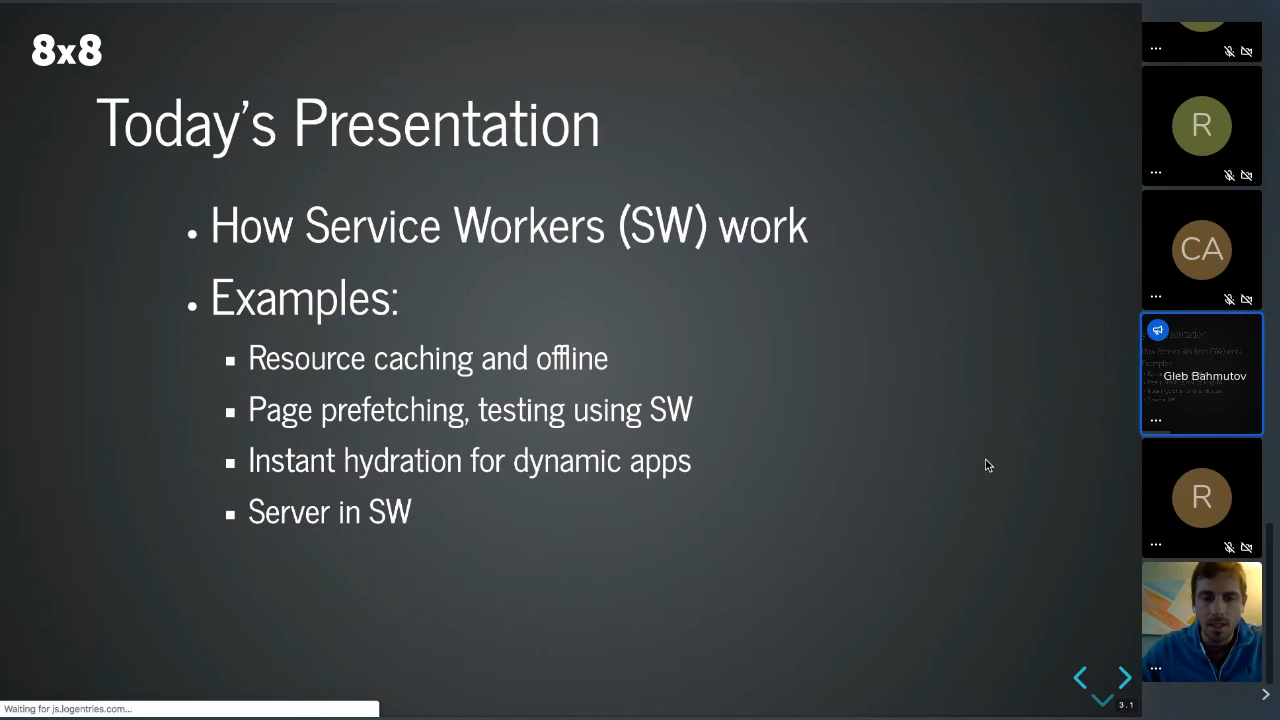 8x8
Today's Presentation
• How Service Workers (SW) work
• Examples:
▪ Resource caching and offline
▪ Page prefetching, testing using SW
▪ Instant hydration for dynamic apps
▪ Server in SW
R
CA
Gleb Bahmutov
R
3.1
Waiting for js.logentries.com...